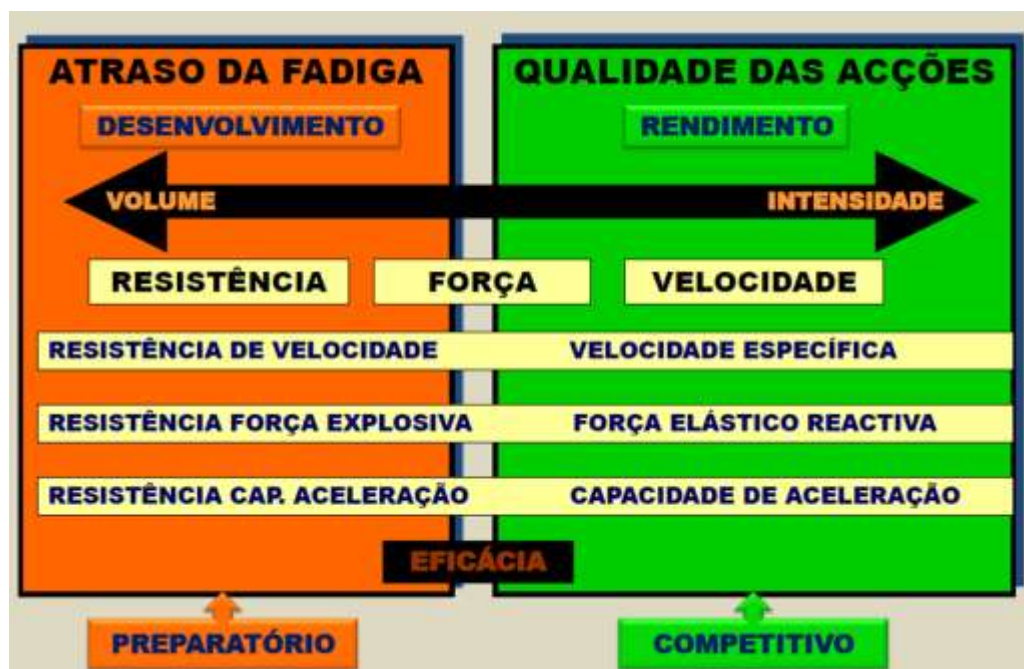 ATRASO DA FADIGA
QUALIDADE DAS ACÇÕES
DESENVOLVIMENTO
RENDIMENTO
VOLUME
INTENSIDADE
RESISTÊNCIA
FORÇA
VELOCIDADE
RESISTÊNCIA DE VELOCIDADE
VELOCIDADE ESPECÍFICA
RESISTÊNCIA FORÇA EXPLOSIVA
FORÇA ELÁSTICO REACTIVA
RESISTÊNCIA CAP. ACELERAÇÃO
CAPACIDADE DE ACELERAÇÃO
EFICÁCIA
PREPARATÓRIO
COMPETITIVO